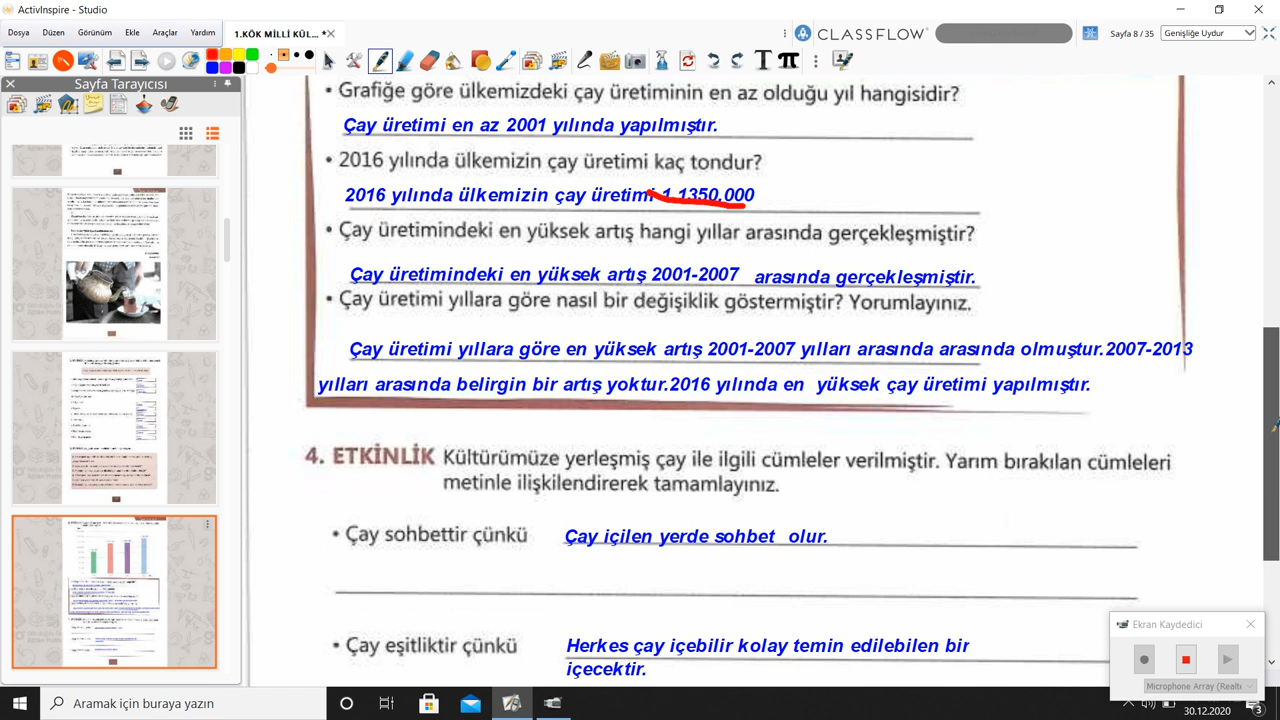 ActivInspire - Studio
Dosya Düzen Görünüm Ekle Araçlar Yardım
1.KÖK MİLLİ KÜL... *
CLASSFLOW
Sayfa 8 / 35
Genişliğe Uydur
Sayfa Tarayıcısı
• Grafiğe göre ülkemizdeki çay üretiminin en az olduğu yıl hangisidir?
Çay üretimi en az 2001 yılında yapılmıştır.
• 2016 yılında ülkemizin çay üretimi kaç tondur?
2016 yılında ülkemizin çay üretimi 1.1350.000
• Çay üretimindeki en yüksek artış hangi yıllar arasında gerçekleşmiştir?
Çay üretimindeki en yüksek artış 2001-2007 arasında gerçekleşmiştir.
• Çay üretimi yıllara göre nasıl bir değişiklik göstermiştir? Yorumlayınız.
Çay üretimi yıllara göre en yüksek artış 2001-2007 yılları arasında arasında olmuştur.2007-2013
yılları arasında belirgin bir artış yoktur.2016 yılında en yüksek çay üretimi yapılmıştır.
4. ETKİNLİK Kültürümüze yerleşmiş çay ile ilgili cümleler verilmiştir. Yarım bırakılan cümleleri
metinle ilişkilendirerek tamamlayınız.
• Çay sohbettir çünkü Çay içilen yerde sohbet olur.
• Çay eşitliktir çünkü Herkes çay içebilir kolay temin edilebilen bir
içecektir.
Ekran Kaydedici
Microphone Array (Realte
Aramak için buraya yazın
30.12.2020
3